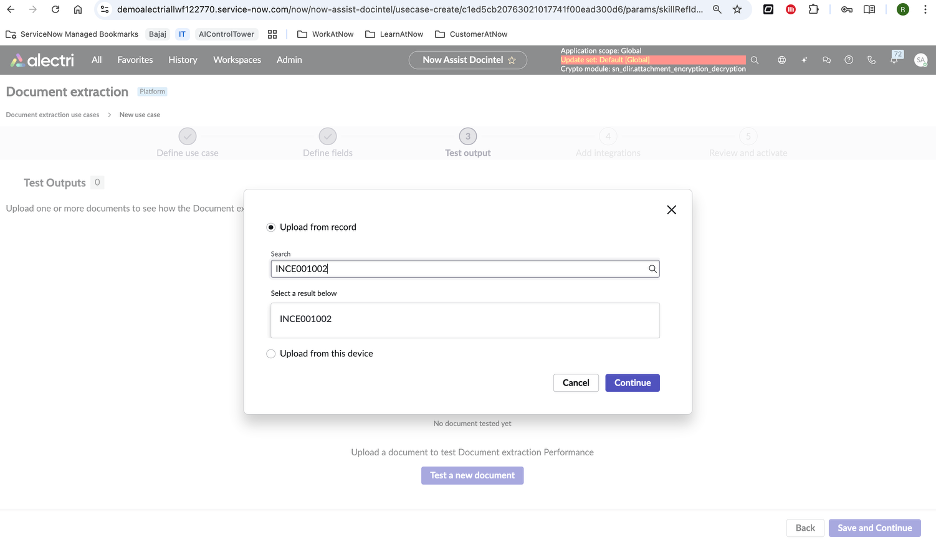 demoalectriallwf122770.service-now.com/now/now-assist-docintel/usecase-create/c1ed5cb20763021017741f00ead300d6/params/skillRefId...
R
ServiceNow Managed Bookmarks Bajaj IT AIControlTower WorkAtNow LearnAtNow CustomerAtNow
alectri All Favorites History Workspaces Admin Now Assist Docintel
Application scope: Global
Update set: Default [Global]
Crypto module: sn_dlir.attachment_encryption_decryption
72
SA
Document extraction Platform
Document extraction use cases > New use case
3 4 5
Define use case Define fields Test output Add integrations Review and activate
Test Outputs 0
Upload one or more documents to see how the Document ex
Upload from record
Search
INCE001002
Select a result below
INCE001002
Upload from this device
Cancel Continue
No document tested yet
Upload a document to test Document extraction Performance
Test a new document
Back Save and Continue